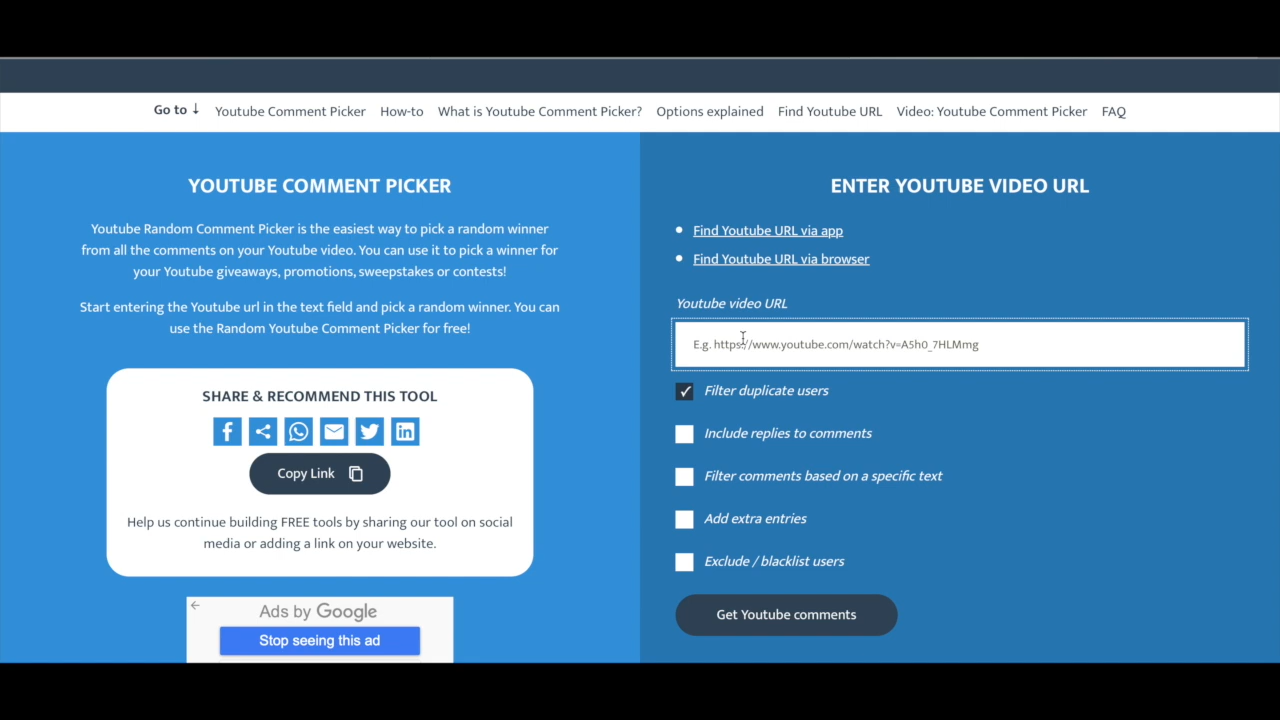 Go to ↓ Youtube Comment Picker How-to What is Youtube Comment Picker? Options explained Find Youtube URL Video: Youtube Comment Picker FAQ
YOUTUBE COMMENT PICKER
Youtube Random Comment Picker is the easiest way to pick a random winner
from all the comments on your Youtube video. You can use it to pick a winner for
your Youtube giveaways, promotions, sweepstakes or contests!
Start entering the Youtube url in the text field and pick a random winner. You can
use the Random Youtube Comment Picker for free!
SHARE & RECOMMEND THIS TOOL
Copy Link
Help us continue building FREE tools by sharing our tool on social
media or adding a link on your website.
Ads by Google
Stop seeing this ad
ENTER YOUTUBE VIDEO URL
Find Youtube URL via app
Find Youtube URL via browser
Youtube video URL
E.g. https://www.youtube.com/watch?v=A5h0_7HLMmg
Filter duplicate users
Include replies to comments
Filter comments based on a specific text
Add extra entries
Exclude / blacklist users
Get Youtube comments